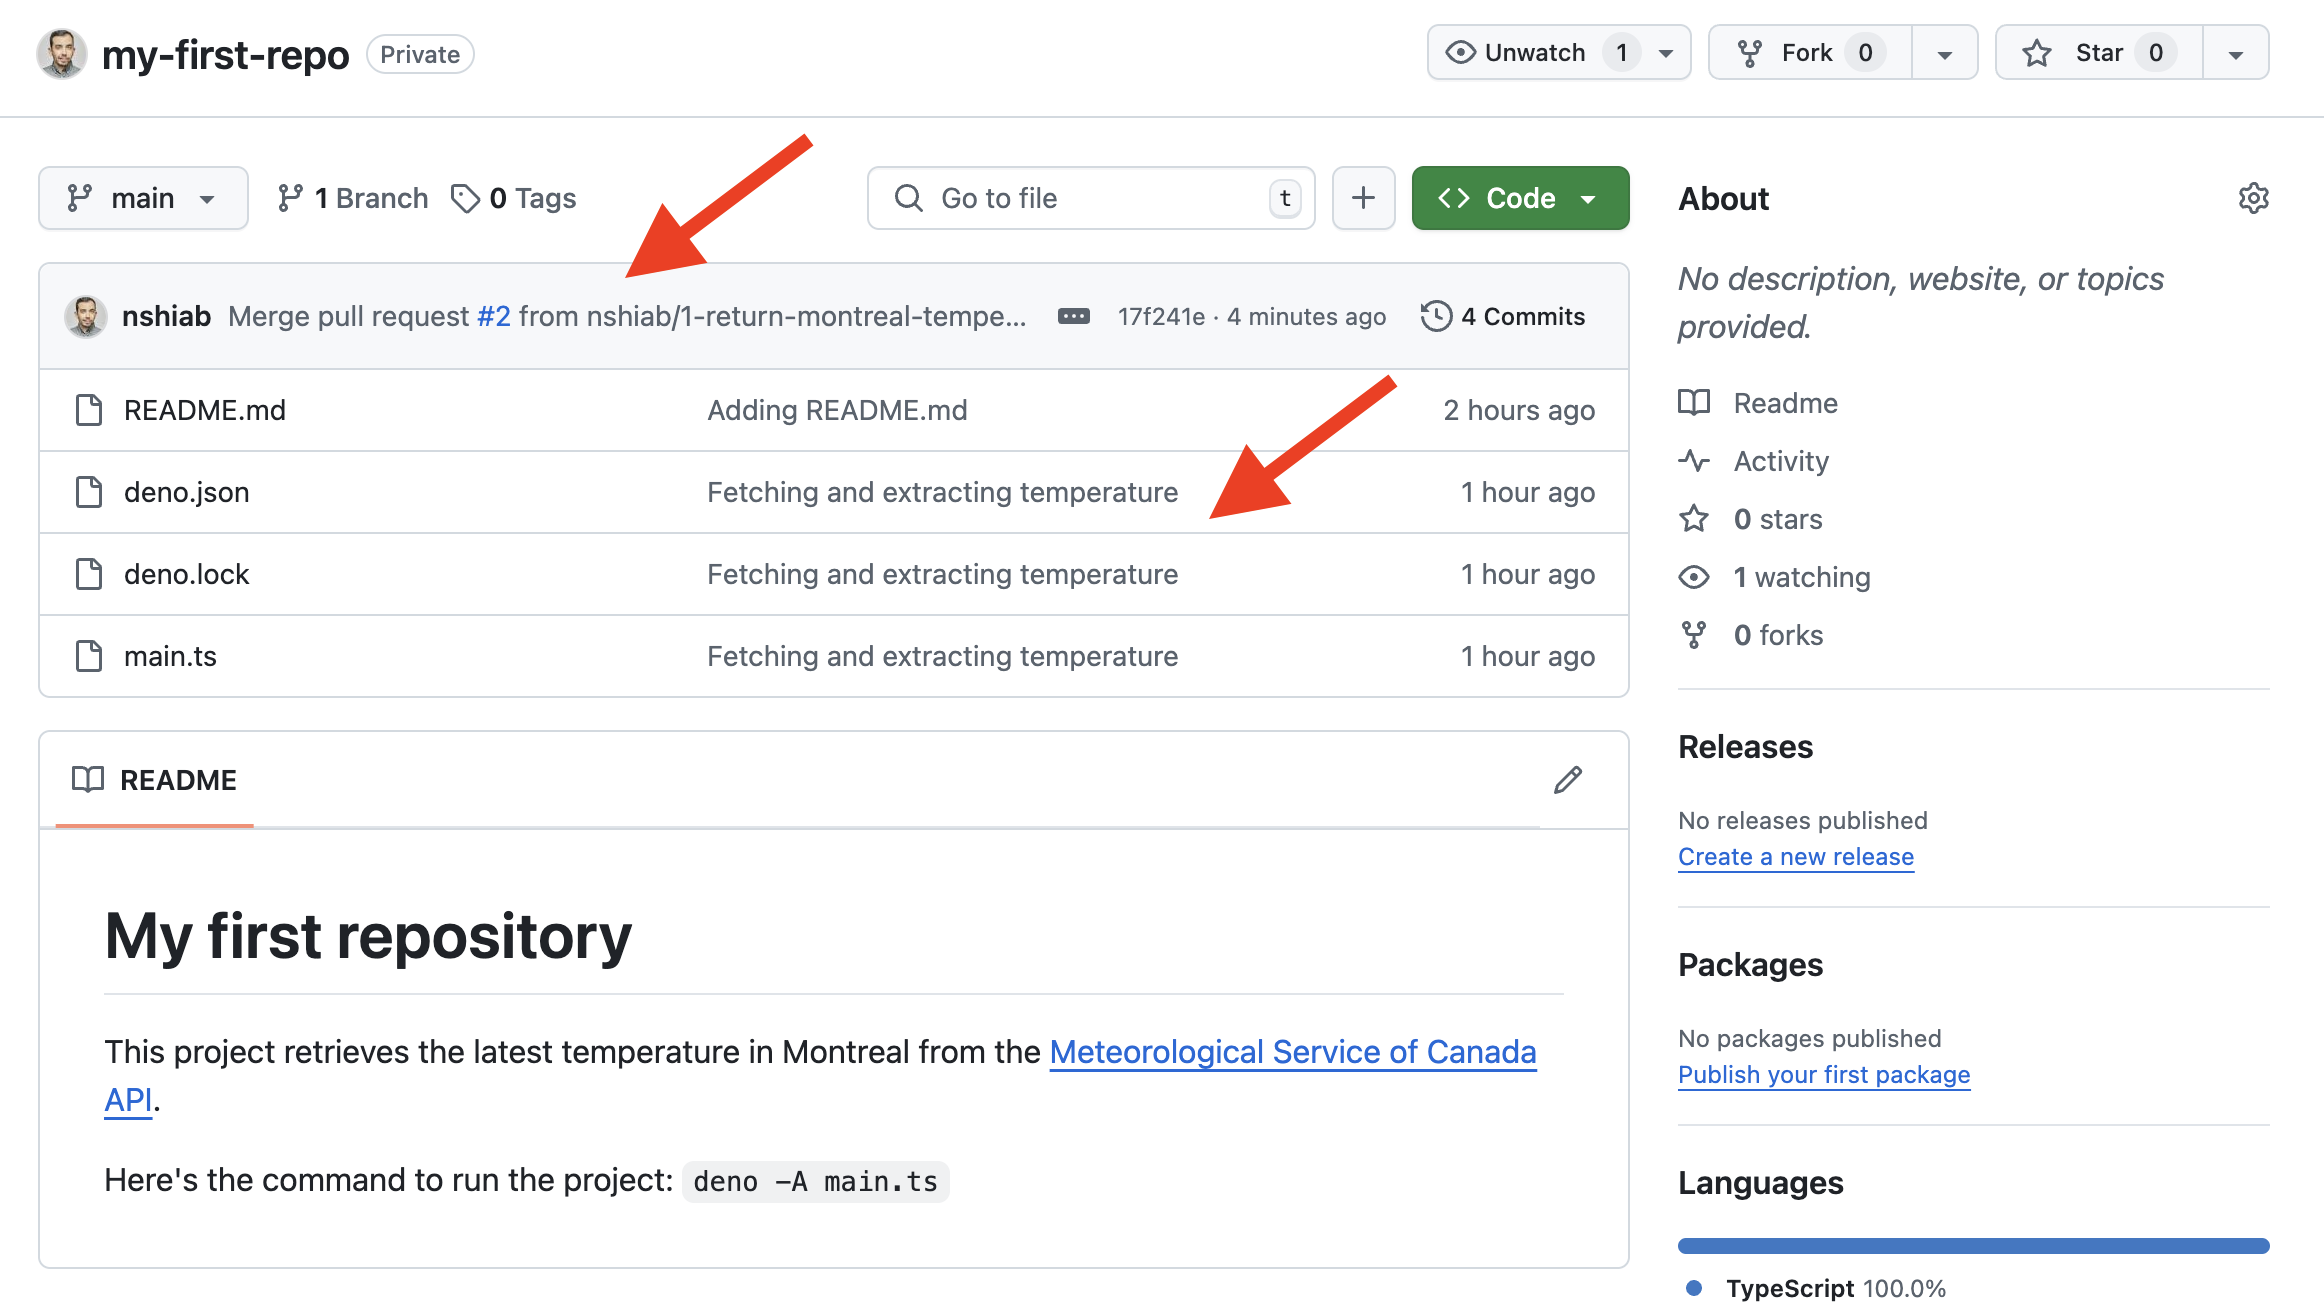 my-first-repo Private Unwatch 1 Fork 0 Star 0
main 1 Branch 0 Tags Go to file t Code
nshiab Merge pull request #2 from nshiab/1-return-montreal-tempe... 17f241e · 4 minutes ago 4 Commits
README.md Adding README.md 2 hours ago
deno.json Fetching and extracting temperature 1 hour ago
deno.lock Fetching and extracting temperature 1 hour ago
main.ts Fetching and extracting temperature 1 hour ago
README
My first repository
This project retrieves the latest temperature in Montreal from the Meteorological Service of Canada
API.
Here's the command to run the project: deno -A main.ts
About
No description, website, or topics
provided.
Readme
Activity
0 stars
1 watching
0 forks
Releases
No releases published
Create a new release
Packages
No packages published
Publish your first package
Languages
TypeScript 100.0%